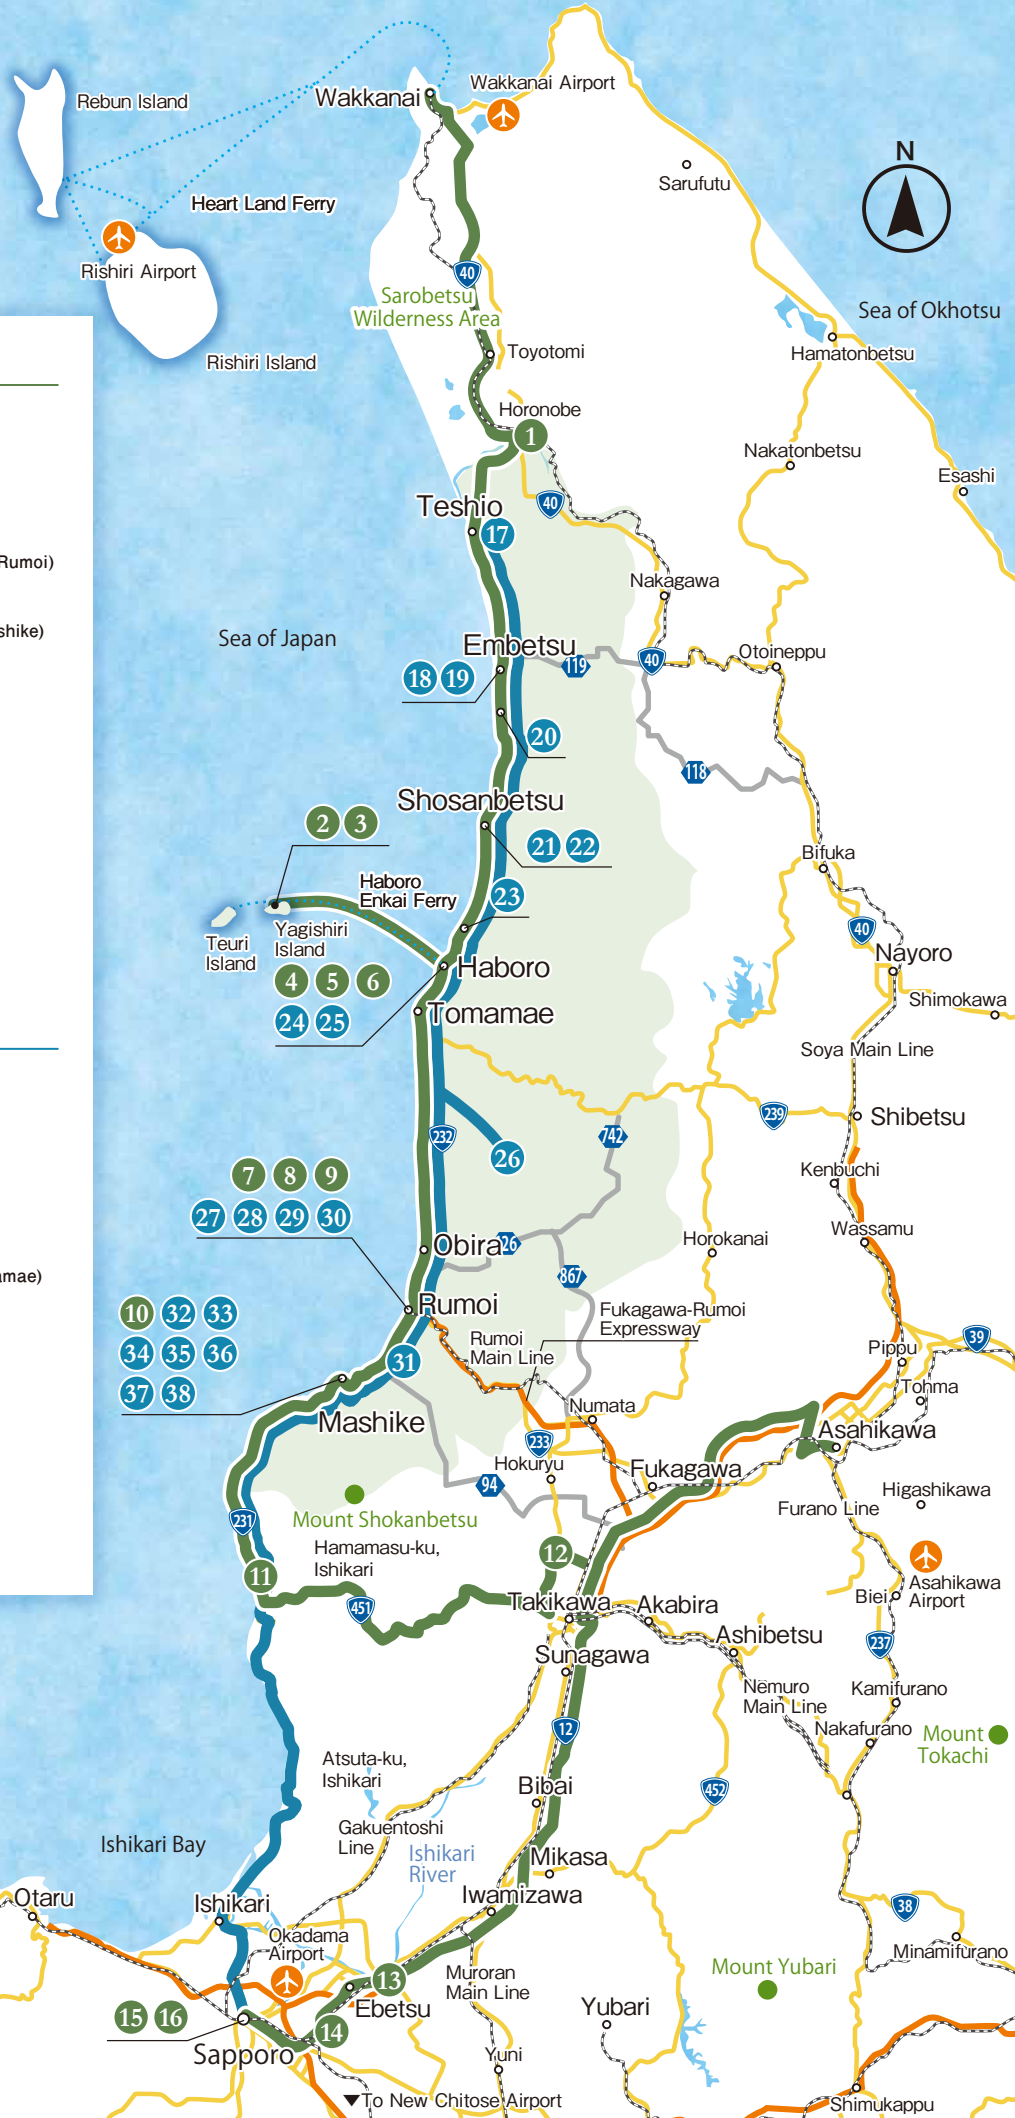 Wakkanai
Wakkanai Airport
Rebun Island
N
Sarufutu
Heart Land Ferry
Rishiri Airport
40
Sarobetsu
Wilderness Area
Sea of Okhotsu
Rishiri Island
Toyotomi
Hamatonbetsu
Horonobe
1
Nakatonbetsu
Esashi
Teshio
40
17
Rumoi)
Nakagawa
shike)
Sea of Japan
Embetsu
119
40
Otoineppu
18 19
20
118
Shosanbetsu
2 3
21 22
Bifuka
Haboro
Enkai Ferry
23
40
Teuri
Island
Yagishiri
Island
Nayoro
Haboro
4 5 6
Shimokawa
24 25
Tomamae
Soya Main Line
239
Shibetsu
232
742
26
7 8 9
Kenbuchi
27 28 29 30
Wassamu
Obira
126
Horokanai
amae)
867
Rumoi
Fukagawa-Rumoi
Expressway
10 32 33
Rumoi
Main Line
39
34 35 36
31
Pippu
37 38
Tohma
Mashike
Numata
Asahikawa
233
Hokuryu
Fukagawa
94
Higashikawa
Furano Line
Mount Shokanbetsu
231
Hamamasu-ku,
Ishikari
12
11
Asahikawa
Airport
Biei
451
Takikawa
Akabira
Ashibetsu
237
Sunagawa
Nemuro
Main Line
Kamifurano
12
Nakafurano
Mount
Tokachi
Atsuta-ku,
Ishikari
452
Bibai
Gakuentoshi
Line
Ishikari Bay
Ishikari
River
Mikasa
Iwamizawa
Otaru
Ishikari
38
Okadama
Airport
Minamifurano
13
Muroran
Main Line
Mount Yubari
Ebetsu
15 16
14
Yubari
Sapporo
Yuni
▼To New Chitose Airport
Shimukappu